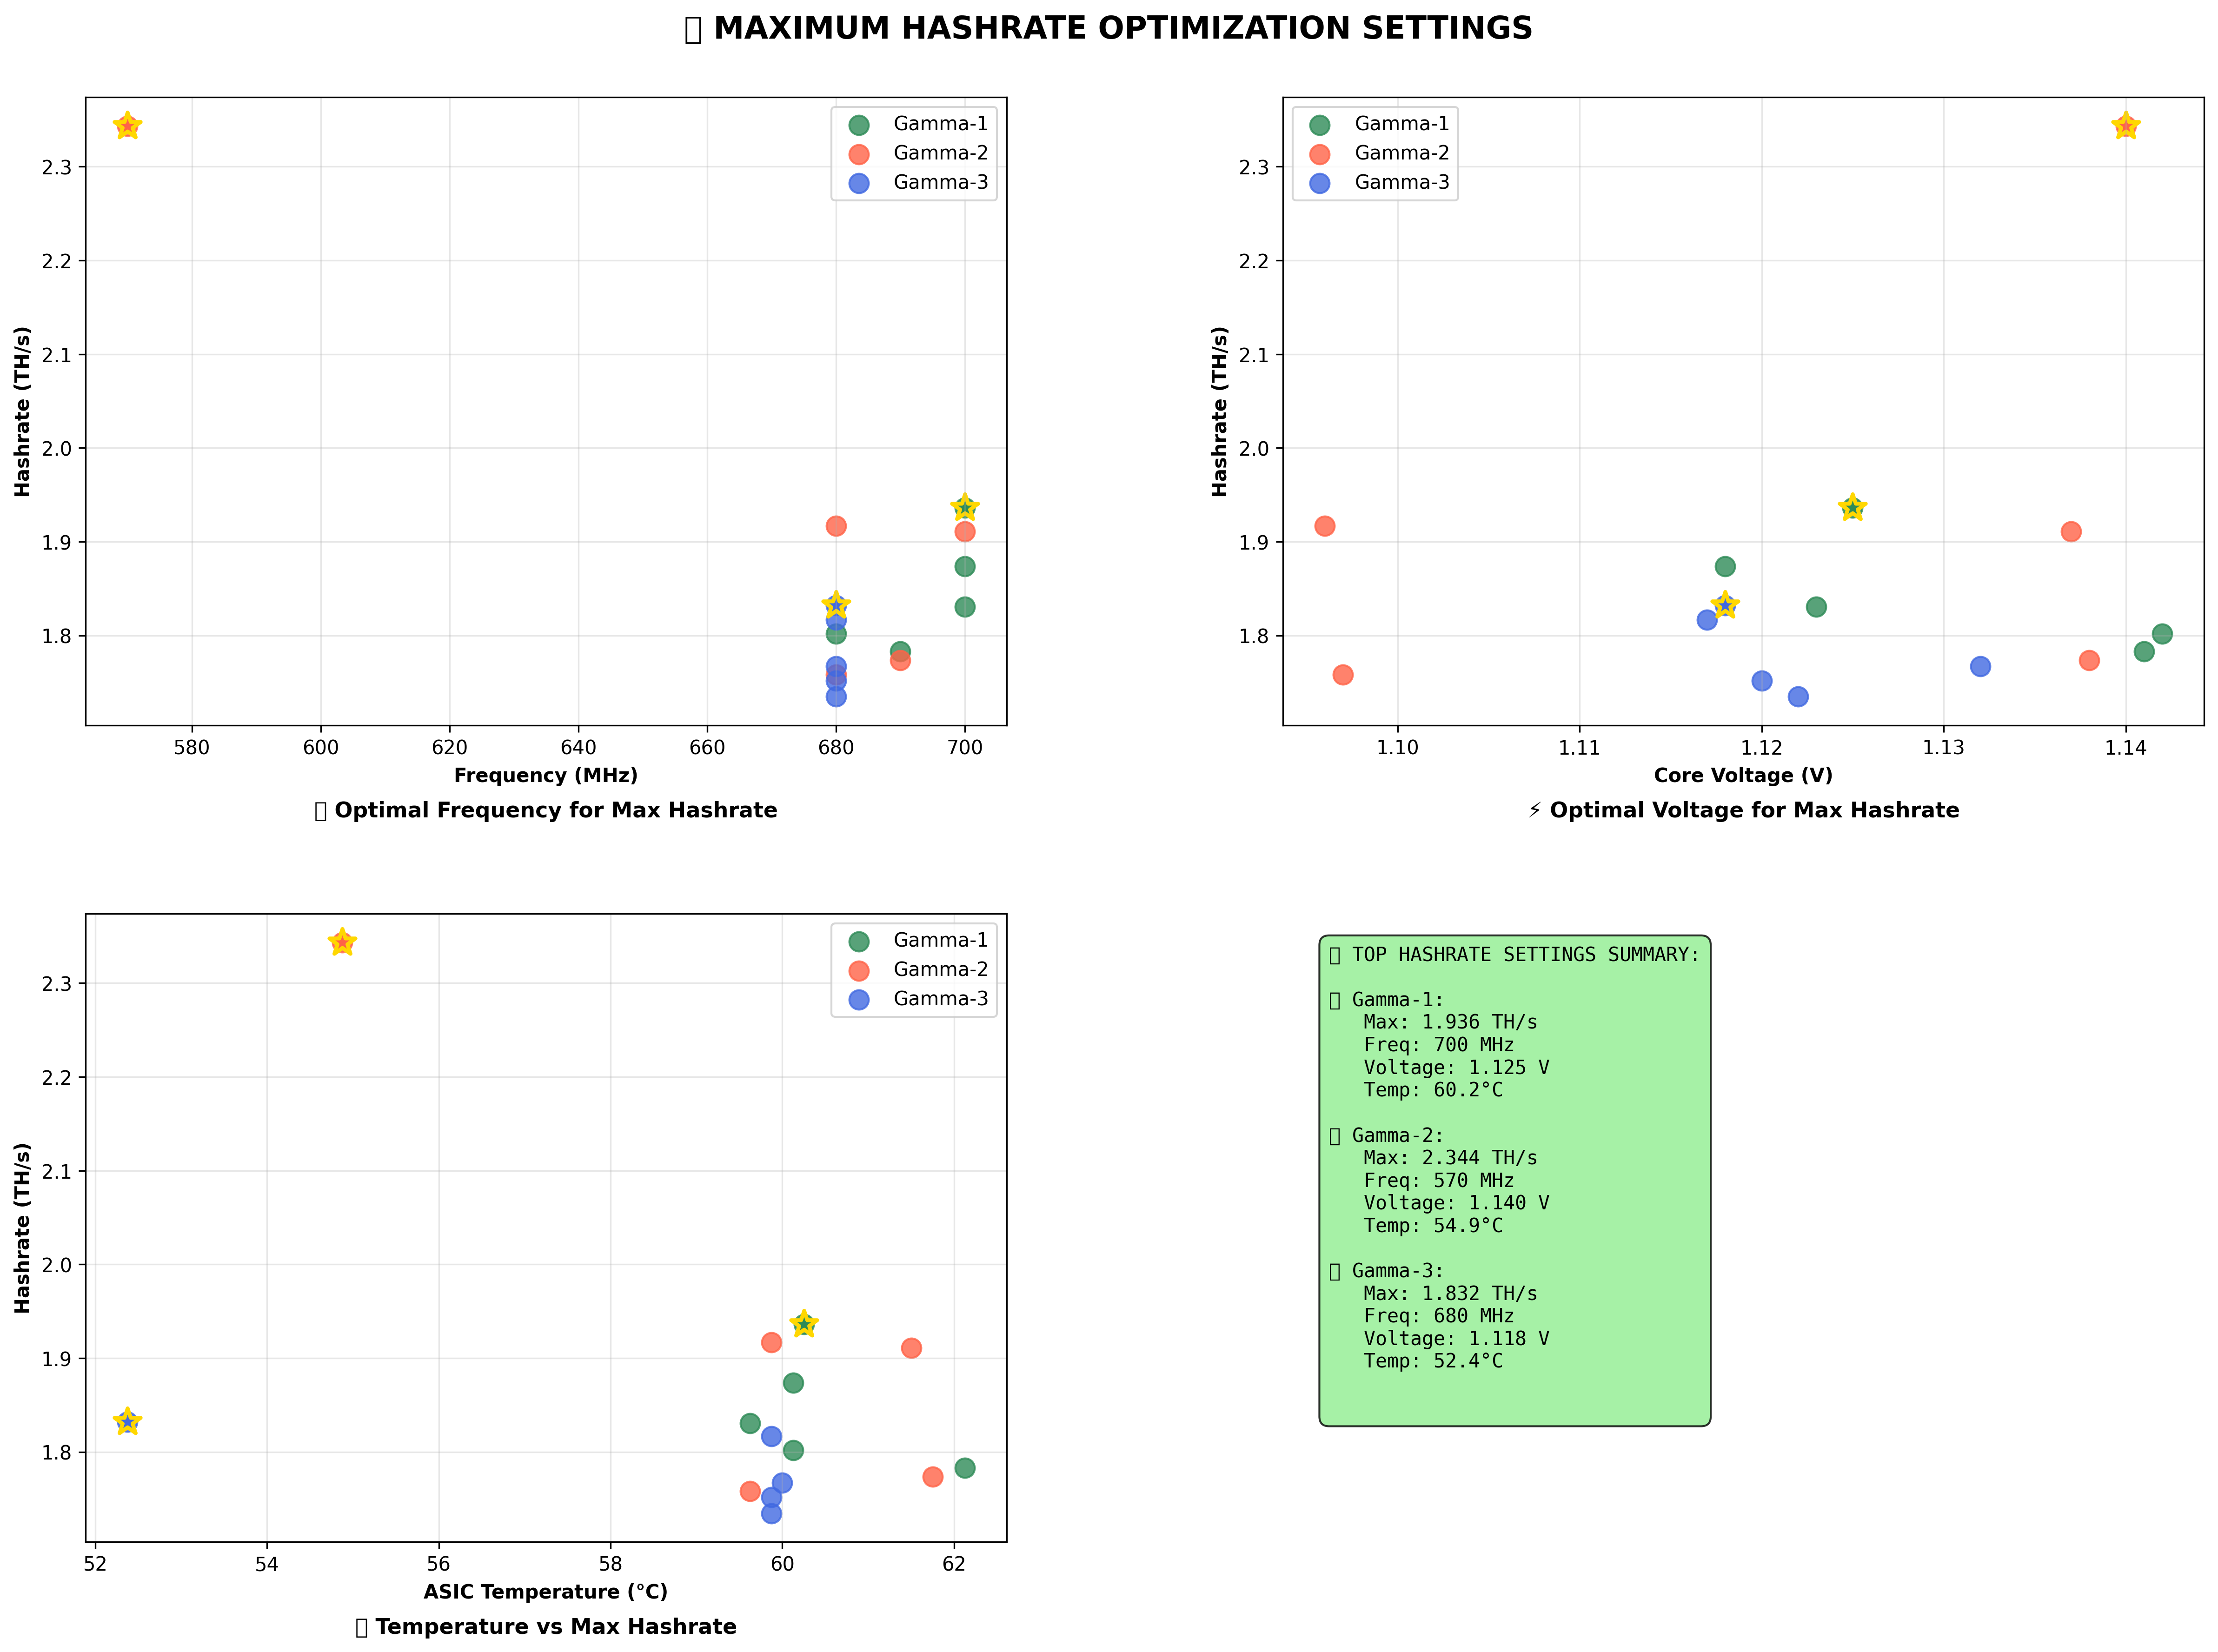 MAXIMUM HASHRATE OPTIMIZATION SETTINGS
Hashrate (TH/s)
2.3
2.2
2.1
2.0
1.9
1.8
Gamma-1
Gamma-2
Gamma-3
580 600 620 640 660 680 700
Frequency (MHz)
Optimal Frequency for Max Hashrate
Hashrate (TH/s)
2.3
2.2
2.1
2.0
1.9
1.8
Gamma-1
Gamma-2
Gamma-3
1.10 1.11 1.12 1.13 1.14
Core Voltage (V)
⚡ Optimal Voltage for Max Hashrate
Hashrate (TH/s)
2.3
2.2
2.1
2.0
1.9
1.8
Gamma-1
Gamma-2
Gamma-3
52 54 56 58 60 62
ASIC Temperature (°C)
Temperature vs Max Hashrate
TOP HASHRATE SETTINGS SUMMARY:
Gamma-1:
Max: 1.936 TH/s
Freq: 700 MHz
Voltage: 1.125 V
Temp: 60.2°C
Gamma-2:
Max: 2.344 TH/s
Freq: 570 MHz
Voltage: 1.140 V
Temp: 54.9°C
Gamma-3:
Max: 1.832 TH/s
Freq: 680 MHz
Voltage: 1.118 V
Temp: 52.4°C